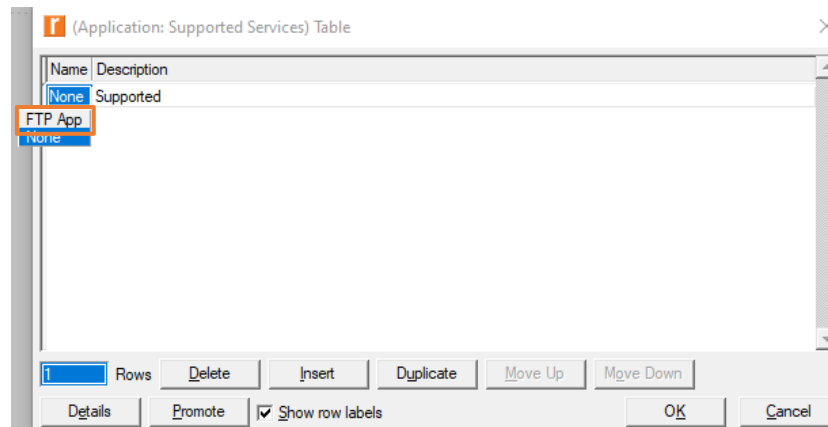 (Application: Supported Services) Table
Name Description
None Supported
FTP App
None
1 Rows Delete Insert Duplicate Move Up Move Down
Details Promote Show row labels OK Cancel